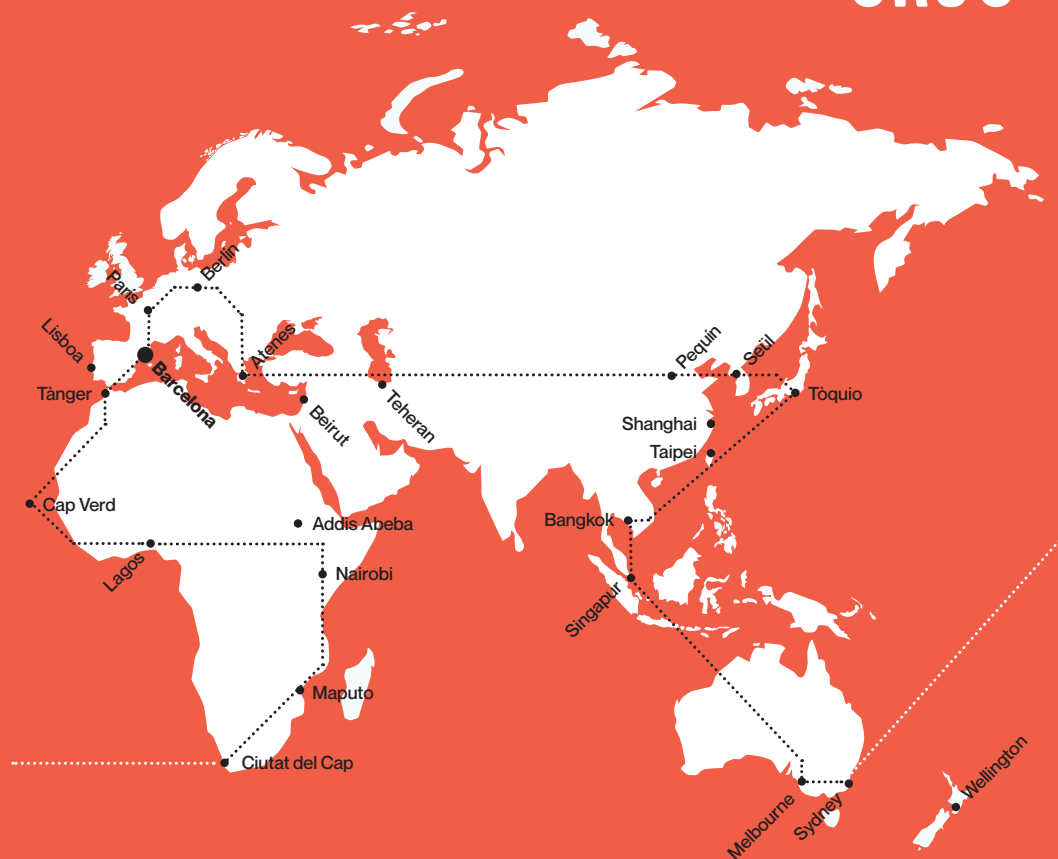 Berlín
París
Lisboa
Atenes
Pequín
Seül
Barcelona
Tànger
Teheran
Tòquio
Beirut
Shanghai
Taipei
Cap Verd
Bangkok
Addis Abeba
Lagos
Nairobi
Singapur
Maputo
Ciutat del Cap
Wellington
Melbourne
Sydney